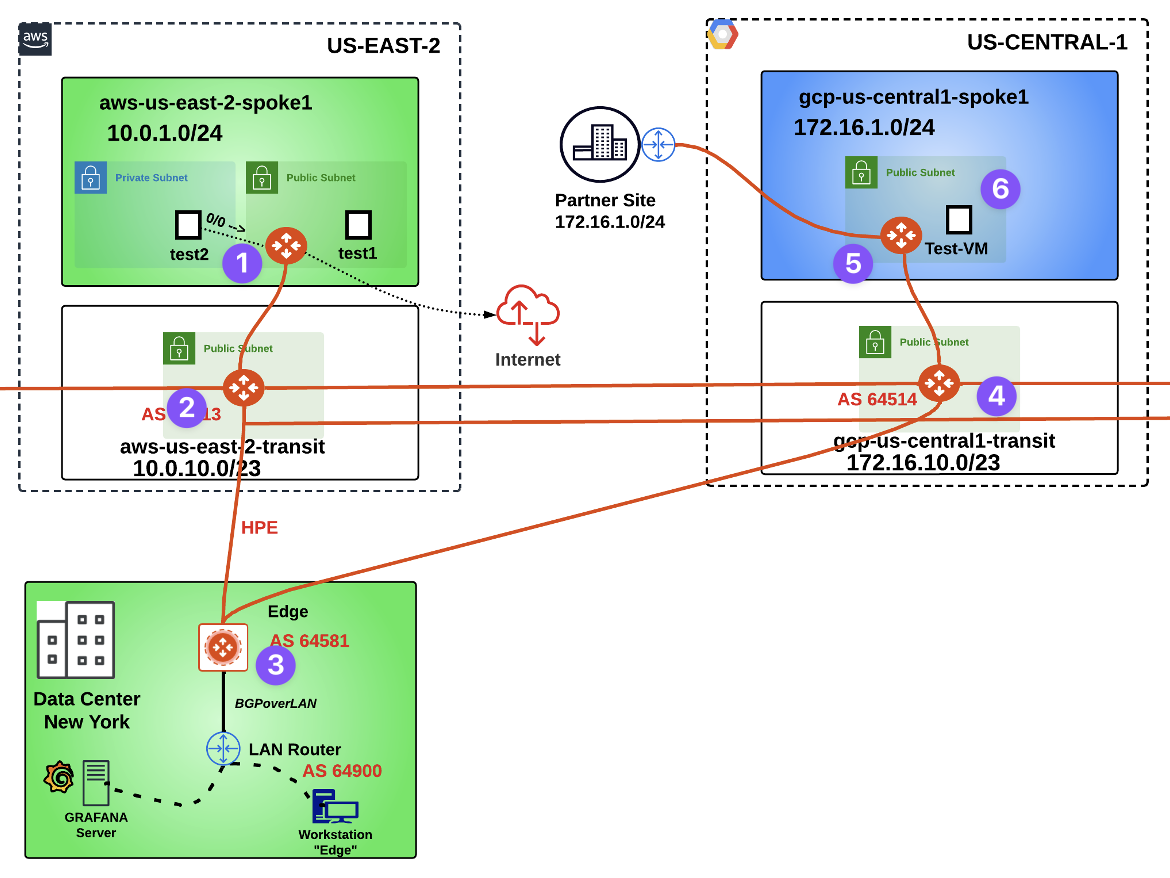 aws
US-EAST-2
aws-us-east-2-spoke1
10.0.1.0/24
Private Subnet
Public Subnet
0/0
test2
test1
1
Internet
Public Subnet
2
AS
13
aws-us-east-2-transit
10.0.10.0/23
HPE
Partner Site
172.16.1.0/24
US-CENTRAL-1
gcp-us-central1-spoke1
172.16.1.0/24
Public Subnet
6
Test-VM
5
Public Subnet
4
AS 64514
gcp-us-central1-transit
172.16.10.0/23
Edge
AS 64581
3
Data Center
New York
BGPoverLAN
LAN Router
AS 64900
GRAFANA
Server
Workstation
"Edge"